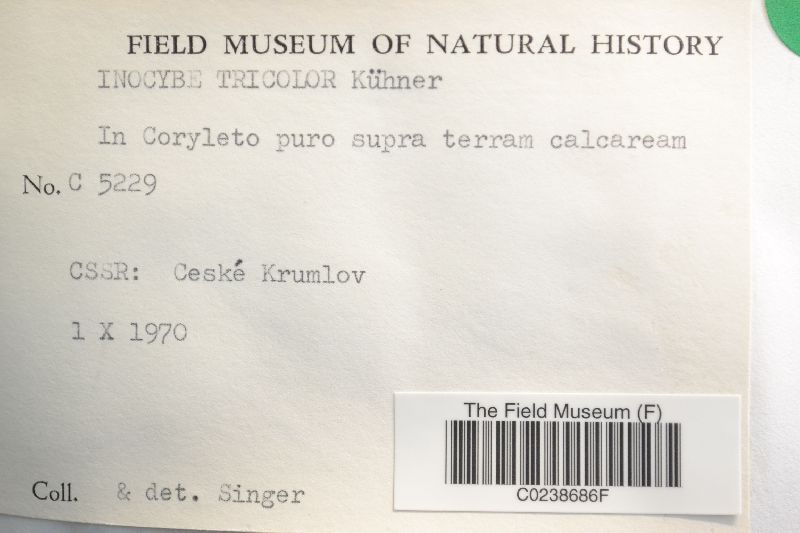 FIELD MUSEUM OF NATURAL HISTORY
INOCYBE TRICOLOR Kühner
In Coryleto puro supra terram calcaream
No. C 5229
CSSR: Ceské Krumlov
1 X 1970
The Field Museum (F)
C0238686F
Coll. & det. Singer